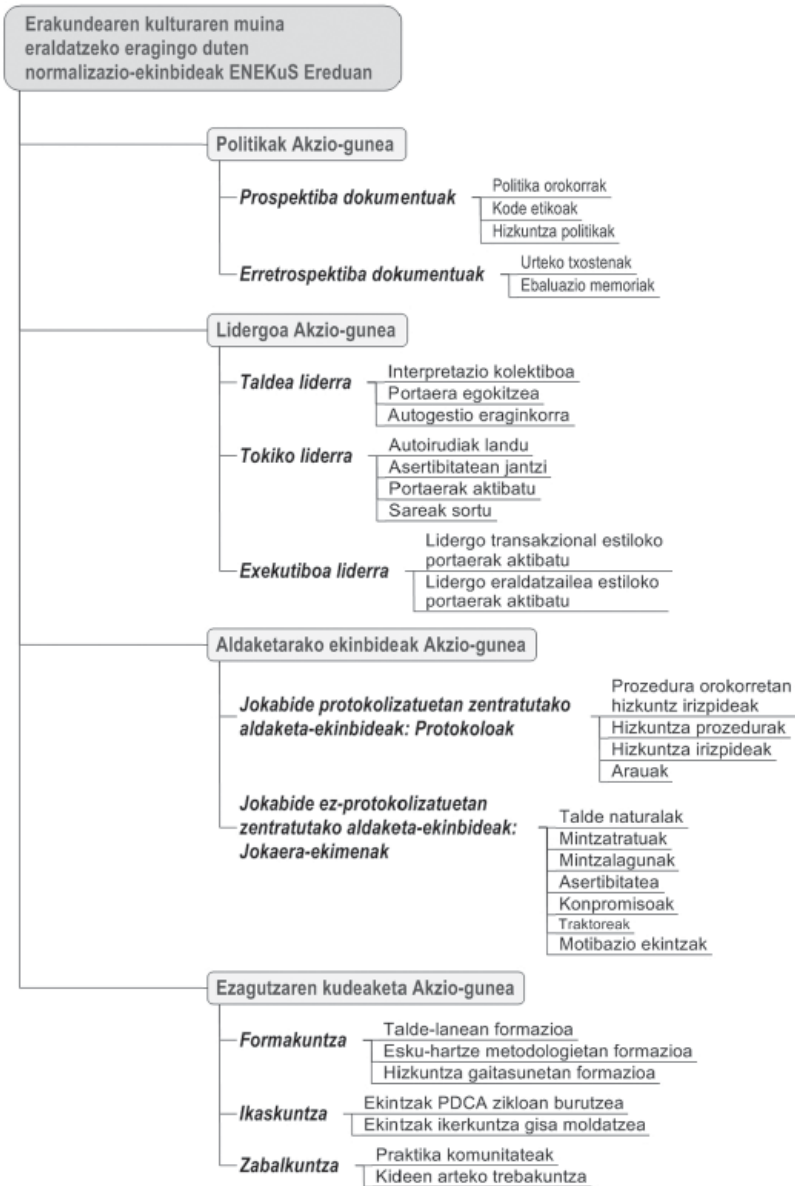 Erakundearen kulturaren muina
eraldatzeko eragingo duten
normalizazio-ekinbideak ENEKuS Ereduan
Politikak Akzio-gunea
Prospektiba dokumentuak
Politika orokorrak
Kode etikoak
Hizkuntza politikak
Erretrospektiba dokumentuak
Urteko txostenak
Ebaluazio memoriak
Lidergoa Akzio-gunea
Taldea liderra
Interpretazio kolektiboa
Portaera egokitzea
Autogestio eraginkorra
Tokiko liderra
Autoirudiak landu
Asertibitatean jantzi
Portaerak aktibatu
Sareak sortu
Exekutiboa liderra
Lidergo transakzional estiloko
portaerak aktibatu
Lidergo eraldatzailea estiloko
portaerak aktibatu
Aldaketarako ekinbideak Akzio-gunea
Jokabide protokolizatuetan zentratutako
aldaketa-ekinbideak: Protokoloak
Prozedura orokorretan
hizkuntz irizpideak
Hizkuntza prozedurak
Hizkuntza irizpideak
Arauak
Jokabide ez-protokolizatuetan
zentratutako aldaketa-ekinbideak:
Jokaera-ekimenak
Talde naturalak
Mintzatratuak
Mintzalagunak
Asertibitatea
Konpromisoak
Traktoreak
Motibazio ekintzak
Ezagutzaren kudeaketa Akzio-gunea
Formakuntza
Talde-lanean formazioa
Esku-hartze metodologietan formazioa
Hizkuntza gaitasunetan formazioa
Ikaskuntza
Ekintzak PDCA zikloan burutzea
Ekintzak ikerkuntza gisa moldatzea
Zabalkuntza
Praktika komunitateak
Kideen arteko trebakuntza